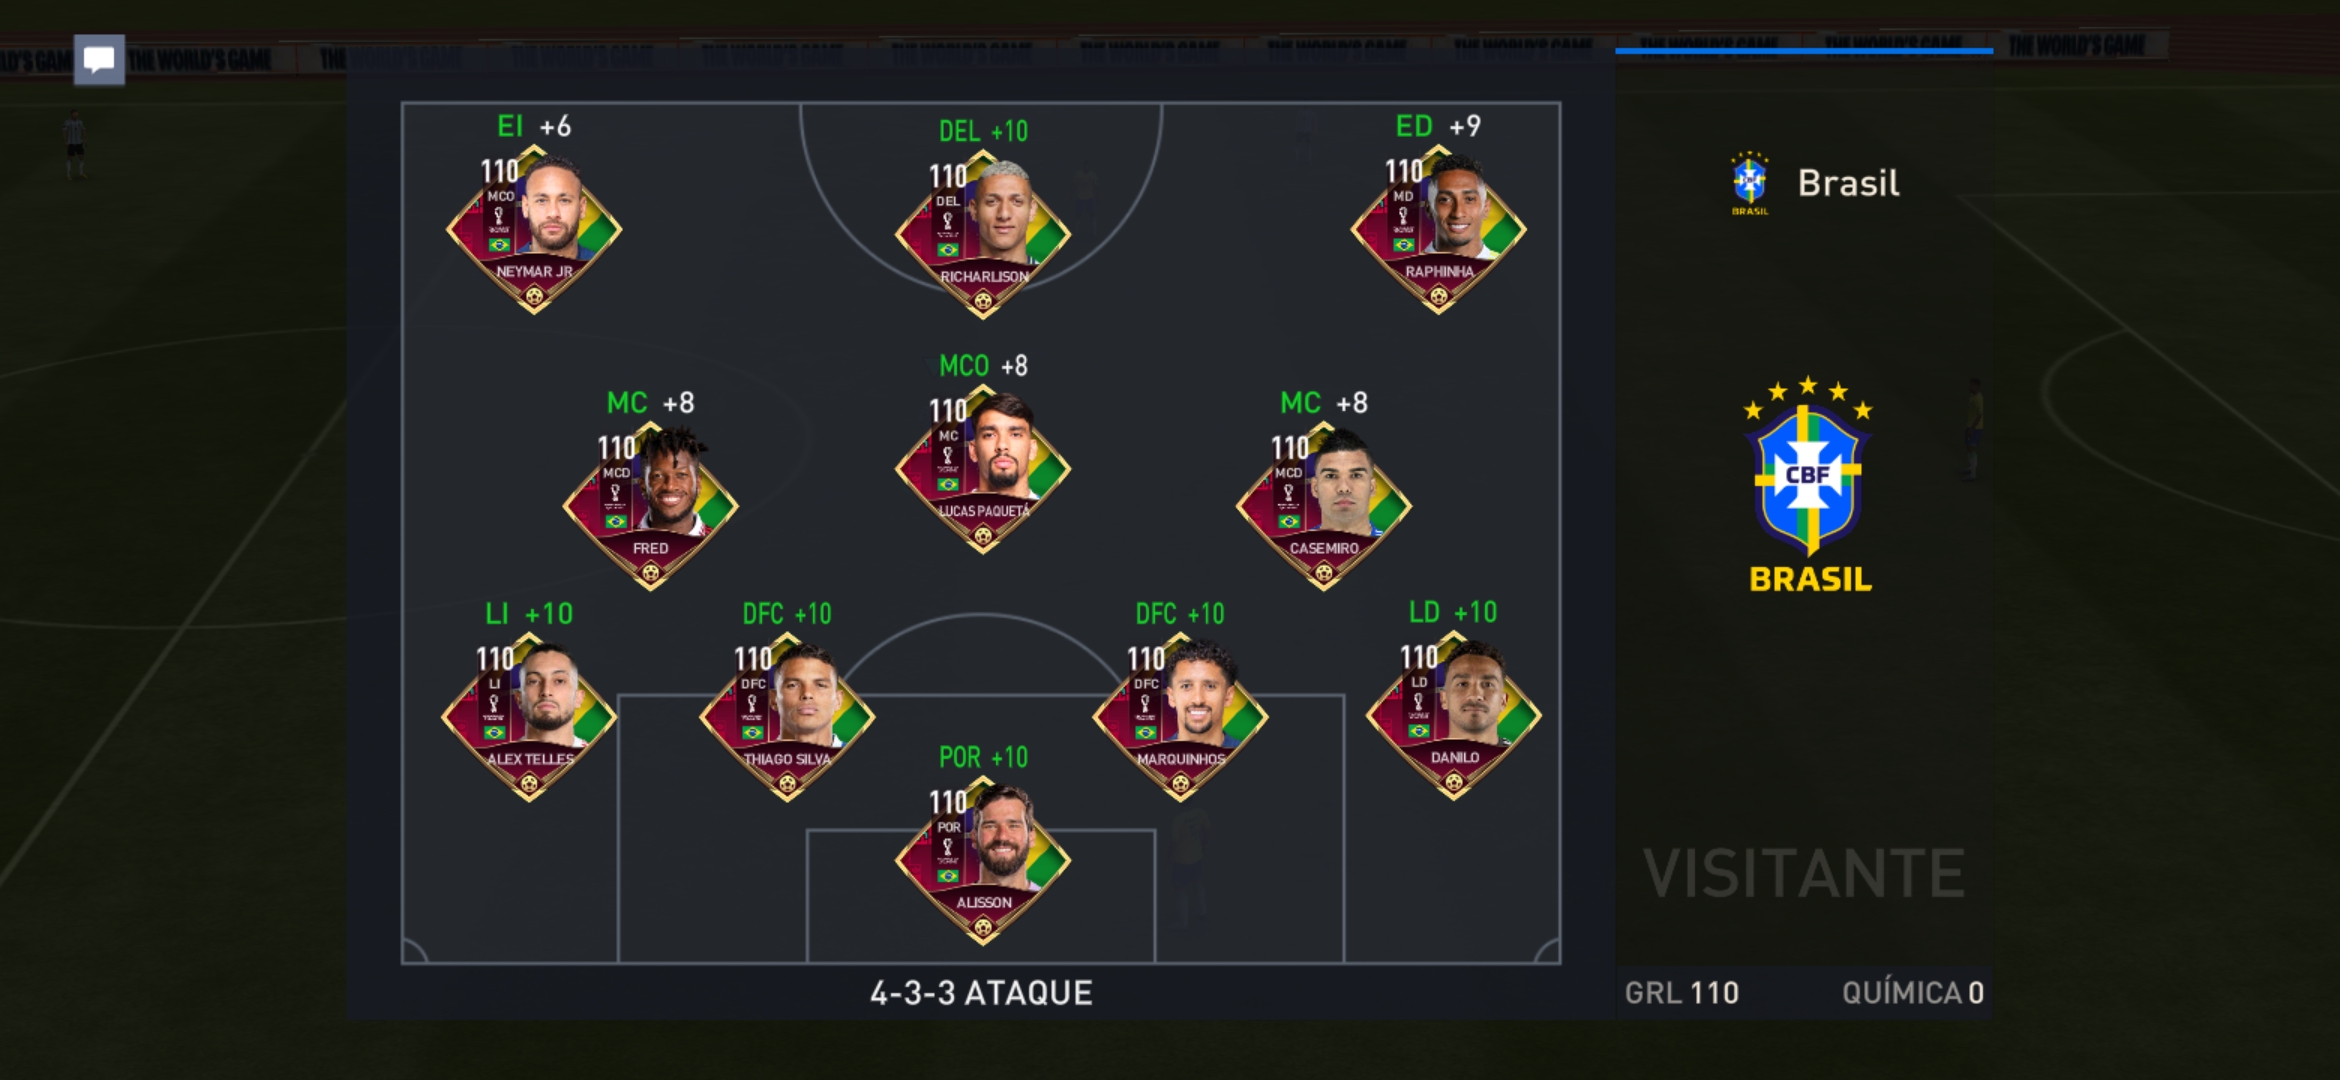 THE WORLD'S GAME
THE WORLD'S GAME
THE WORLD'S GAME
THE WORLD'S GAME
THE WORLD'S GAME
THE WORLD'S GAME
THE WORLD'S GAME
THE WORLD'S GAME
THE WORLD'S GAME
THE WORLD'S GAME
EI +6
110
MCO
NEYMAR JR
DEL +10
110
DEL
RICHARLISON
ED +9
110
MD
RAPHINHA
BRASIL
Brasil
MC +8
110
MCD
FRED
MCO +8
110
MC
LUCAS PAQUETÁ
MC +8
110
MCD
CASEMIRO
CBF
BRASIL
LI +10
110
LI
ALEX TELLES
DFC +10
110
DFC
THIAGO SILVA
DFC +10
110
DFC
MARQUINHOS
LD +10
110
LD
DANILO
POR +10
110
POR
ALISSON
VISITANTE
4-3-3 ATAQUE
GRL 110
QUÍMICA 0